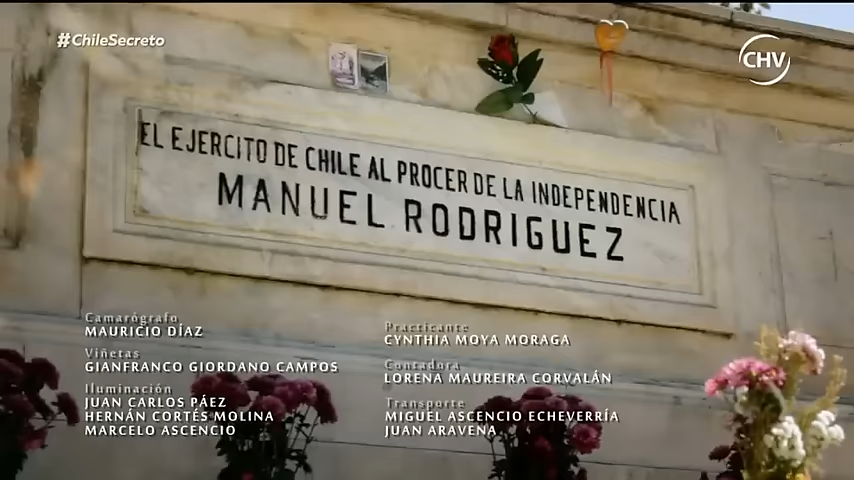 #ChileSecreto
CHV
EL EJERCITO DE CHILE AL PROCER DE LA INDEPENDENCIA
MANUEL RODRIGUEZ
Camarógrafo
MAURICIO DÍAZ
Viñetas
GIANFRANCO GIORDANO CAMPOS
Iluminación
JUAN CARLOS PÁEZ
HERNÁN CORTÉS MOLINA
MARCELO ASCENCIO
Practicante
CYNTHIA MOYA MORAGA
Contadora
LORENA MAUREIRA CORVALÁN
Transporte
MIGUEL ASCENCIO ECHEVERRÍA
JUAN ARAVENA